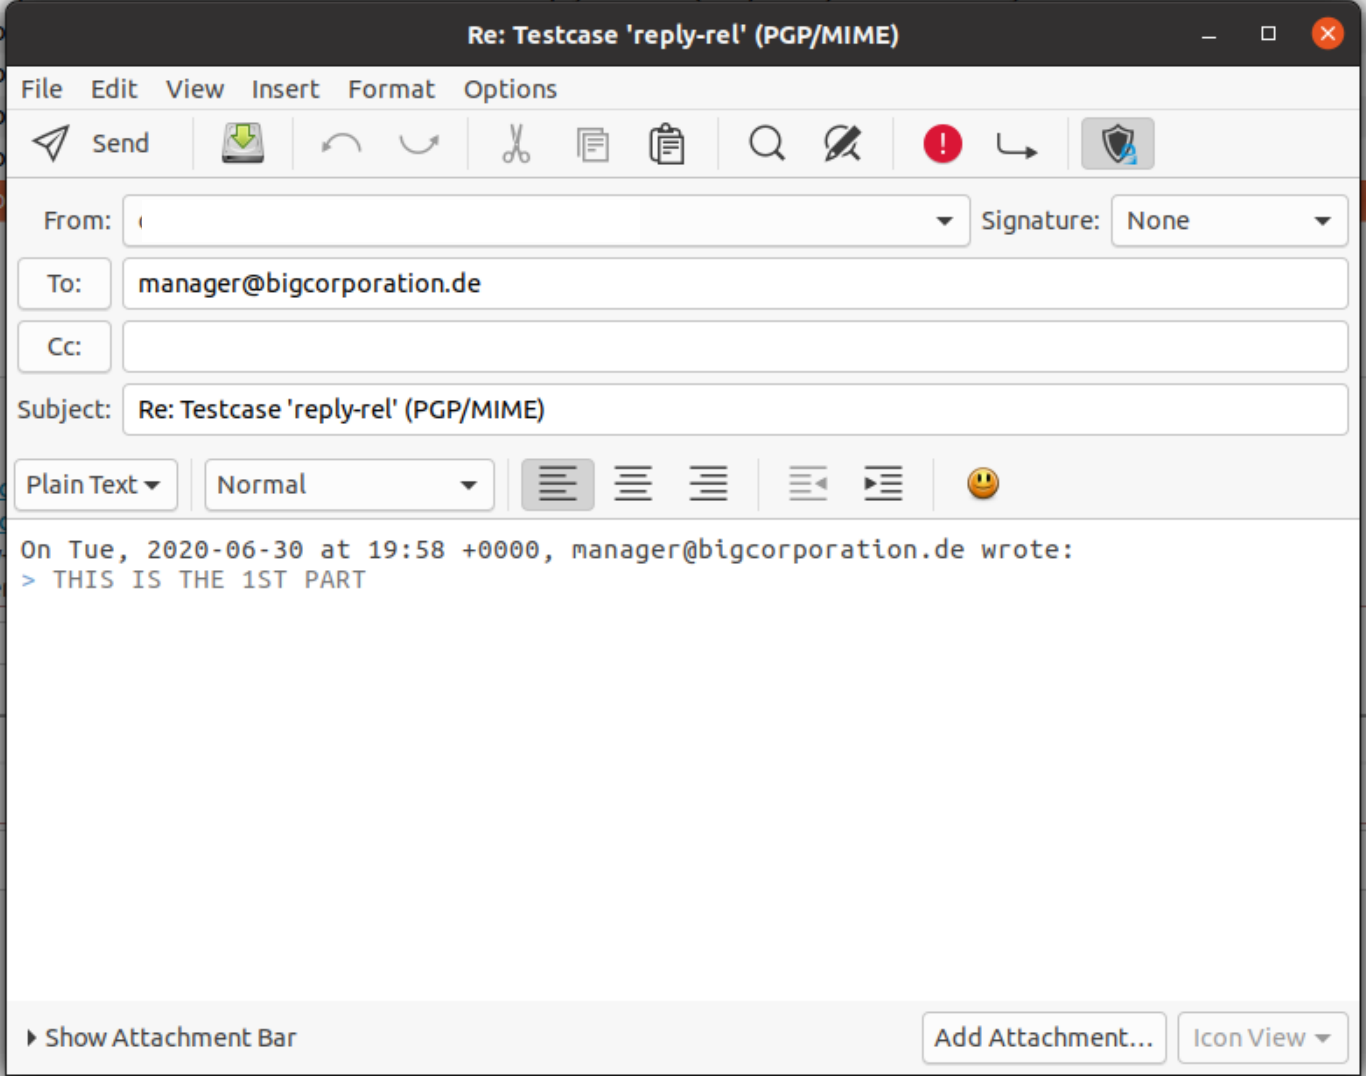 Re: Testcase 'reply-rel' (PGP/MIME)
File Edit View Insert Format Options
Send
From: Signature: None
To: manager@bigcorporation.de
Cc:
Subject: Re: Testcase 'reply-rel' (PGP/MIME)
Plain Text Normal
On Tue, 2020-06-30 at 19:58 +0000, manager@bigcorporation.de wrote:
> THIS IS THE 1ST PART
Show Attachment Bar Add Attachment... Icon View